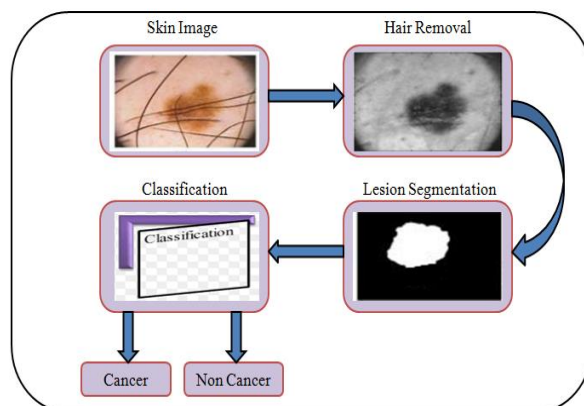 Skin Image
Hair Removal
Classification
Lesion Segmentation
Classification
Cancer
Non Cancer